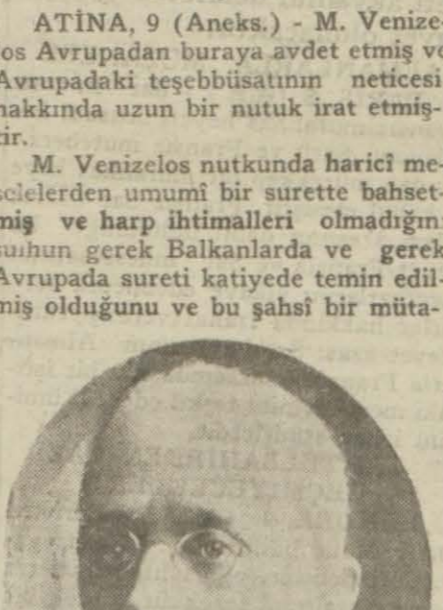 ATİNA, 9 (Aneks.) - M. Venize-
los Avrupadan buraya avdet etmiş ve
Avrupadaki teşebbüsatının neticesi
hakkında uzun bir nutuk irat etmiş-
tir.
M. Venizelos nutkunda haricî me-
selelerden umumî bir surette bahset-
miş ve harp ihtimalleri olmadığını
sulhun gerek Balkanlarda ve gerek
Avrupada sureti katiyede temin edil-
miş olduğunu ve bu şahsî bir müta-